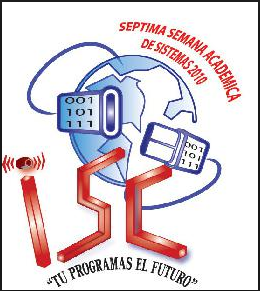 SEPTIMA SEMANA ACADEMICA
DE SISTEMAS 2010
001
101
111
001
101
111
ISC
"TU PROGRAMAS EL FUTURO"